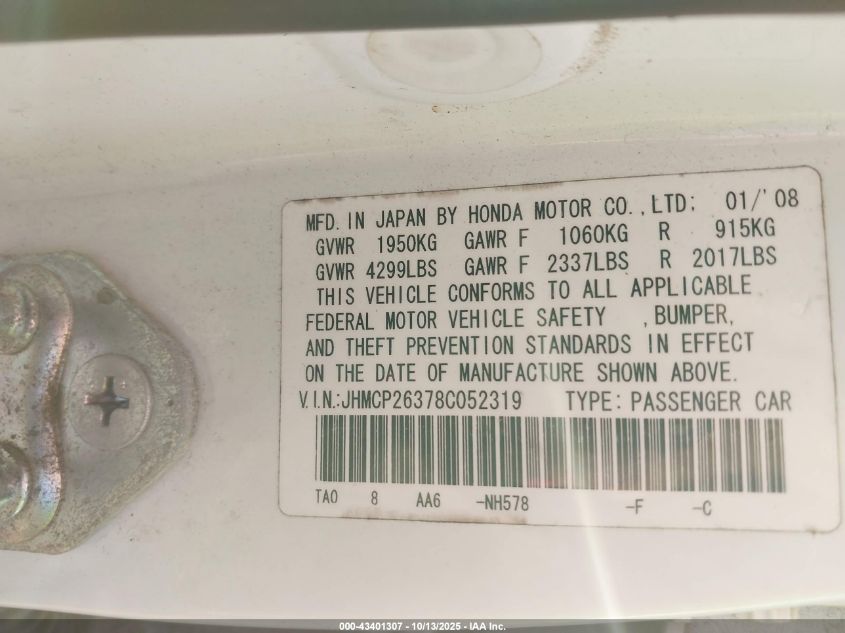 MFD. IN JAPAN BY HONDA MOTOR CO.,LTD; 01/'08
GVWR 1950KG GAWR F 1060KG R 915KG
GVWR 4299LBS GAWR F 2337LBS R 2017LBS
THIS VEHICLE CONFORMS TO ALL APPLICABLE
FEDERAL MOTOR VEHICLE SAFETY ,BUMPER,
AND THEFT PREVENTION STANDARDS IN EFFECT
ON THE DATE OF MANUFACTURE SHOWN ABOVE.
V.I.N.:JHMCP26378C052319 TYPE: PASSENGER CAR
TA0 8 AA6 -NH578 -F -C
000-43401307 - 10/13/2025 - IAA Inc.